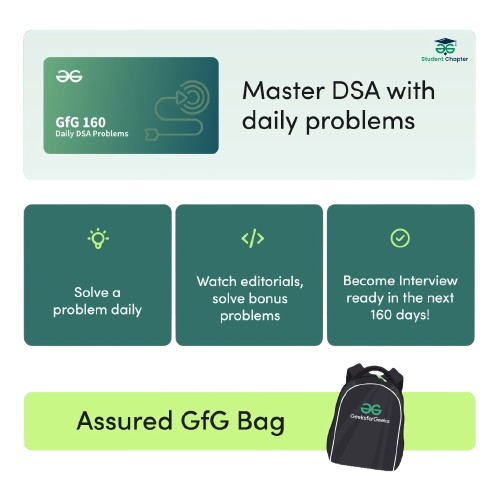 Student Chapter
GfG 160
Daily DSA Problems
Master DSA with
daily problems
</>
Solve a
problem daily
Watch editorials,
solve bonus
problems
Become Interview
ready in the next
160 days!
Assured GfG Bag
GeeksforGeeks